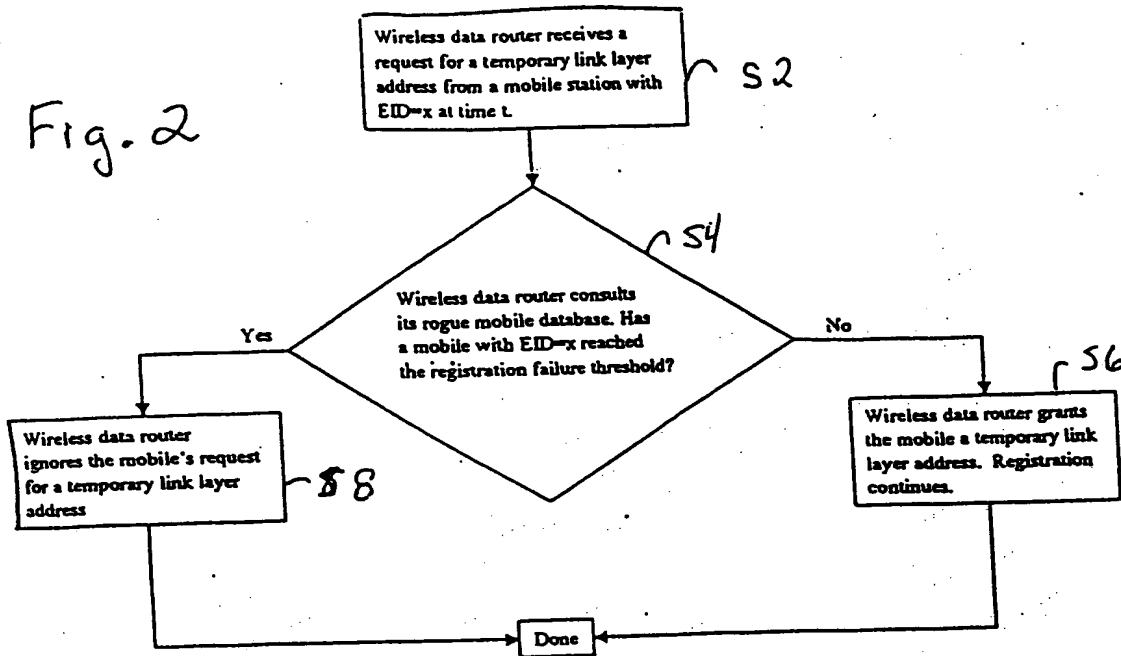 Wireless data router receives a
request for a temporary link layer
address from a mobile station with
EID=x at time t.
S2
Fig. 2
S4
Wireless data router consults
its rogue mobile database. Has
a mobile with EID=x reached
the registration failure threshold?
Yes
No
S6
Wireless data router
ignores the mobile's request
for a temporary link layer
address
S8
Wireless data router grants
the mobile a temporary link
layer address. Registration
continues.
Done